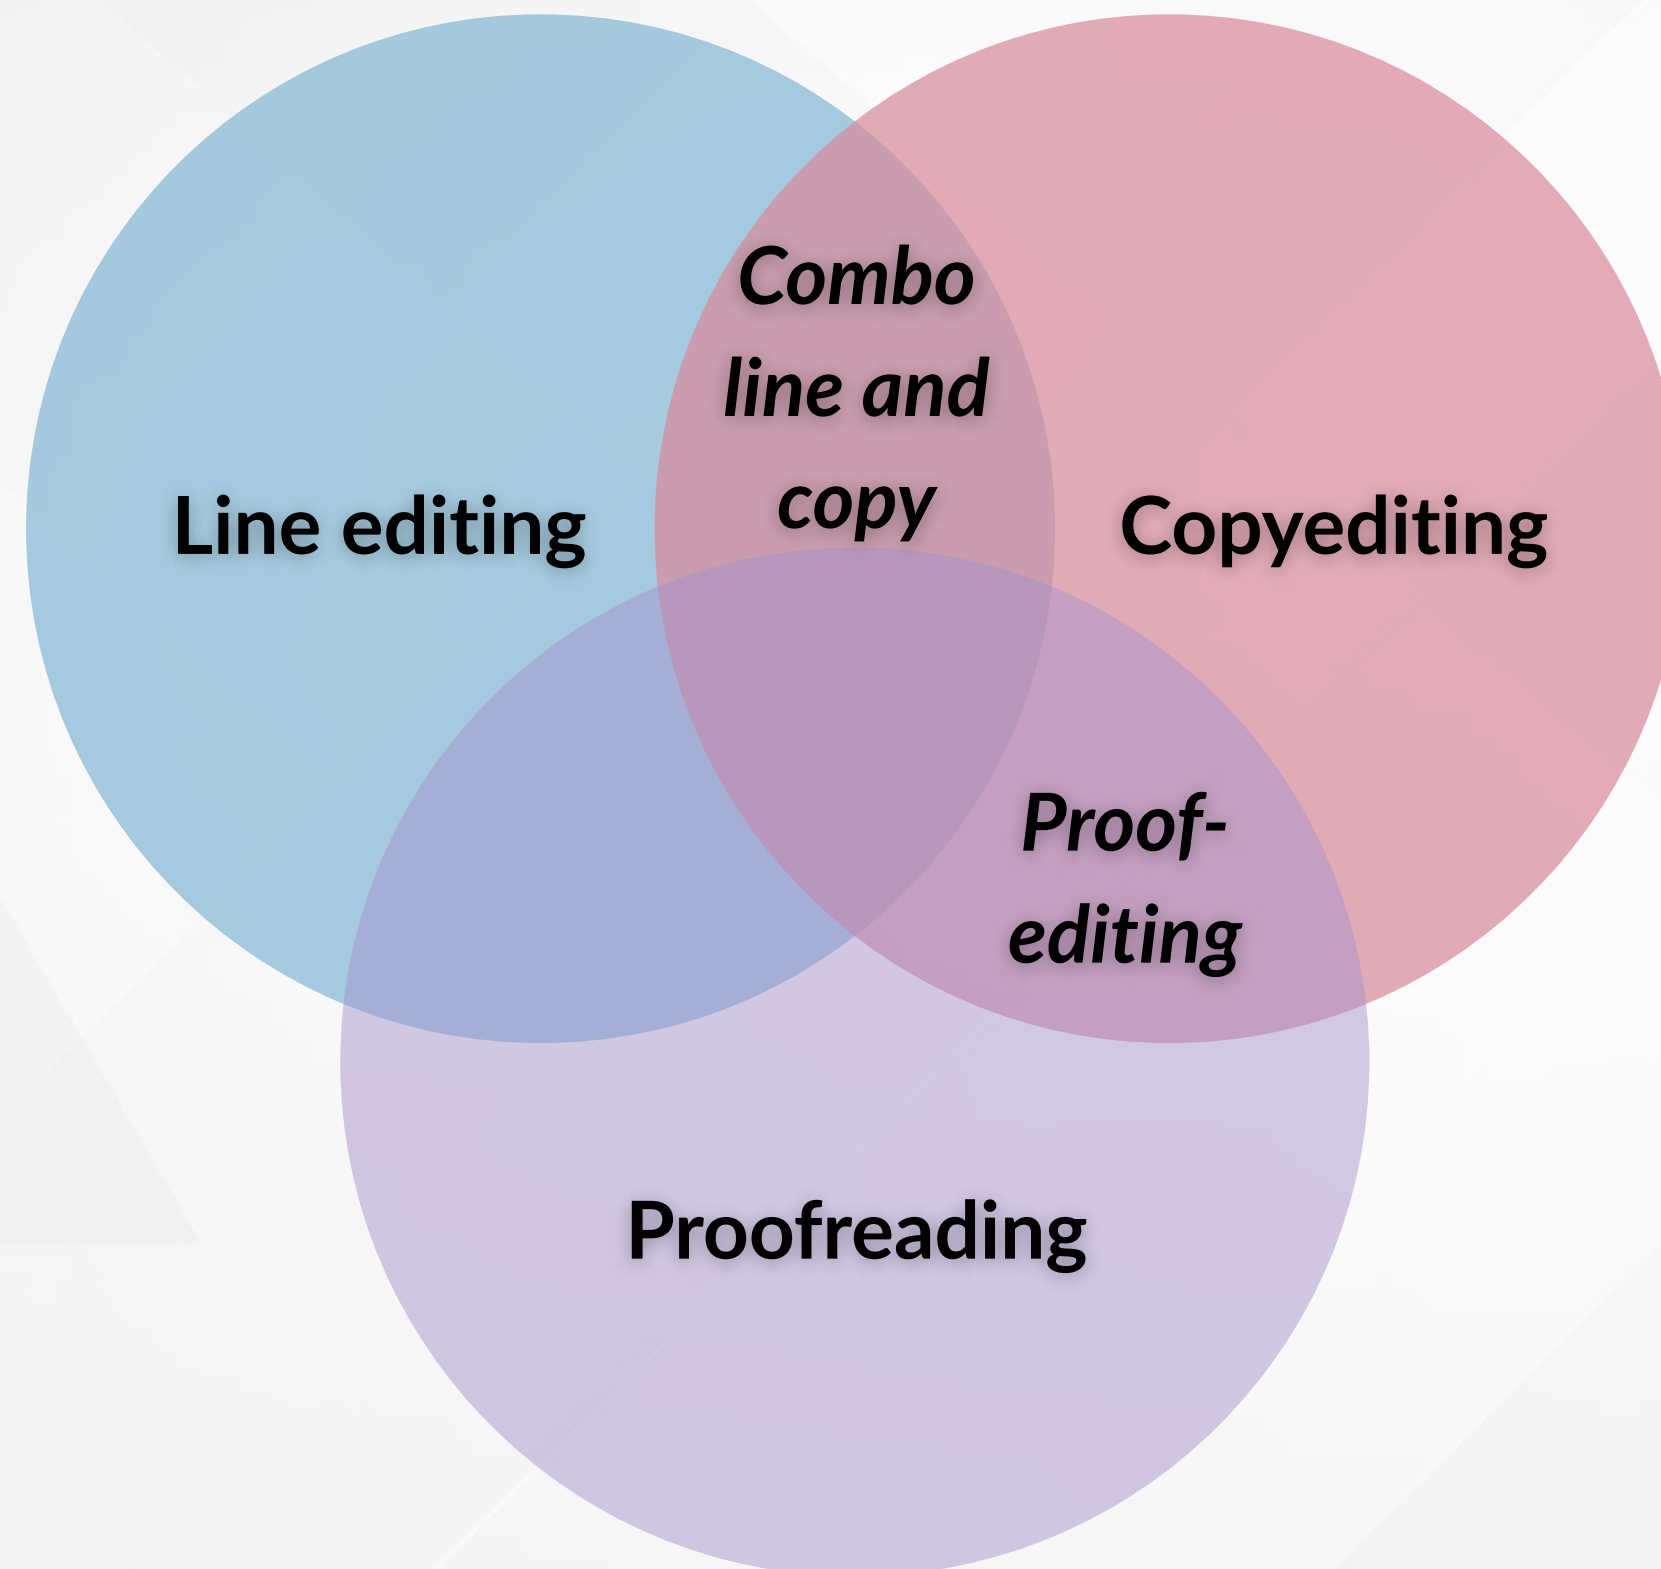 Combo
line and
copy
Line editing
Copyediting
Proof-
editing
Proofreading